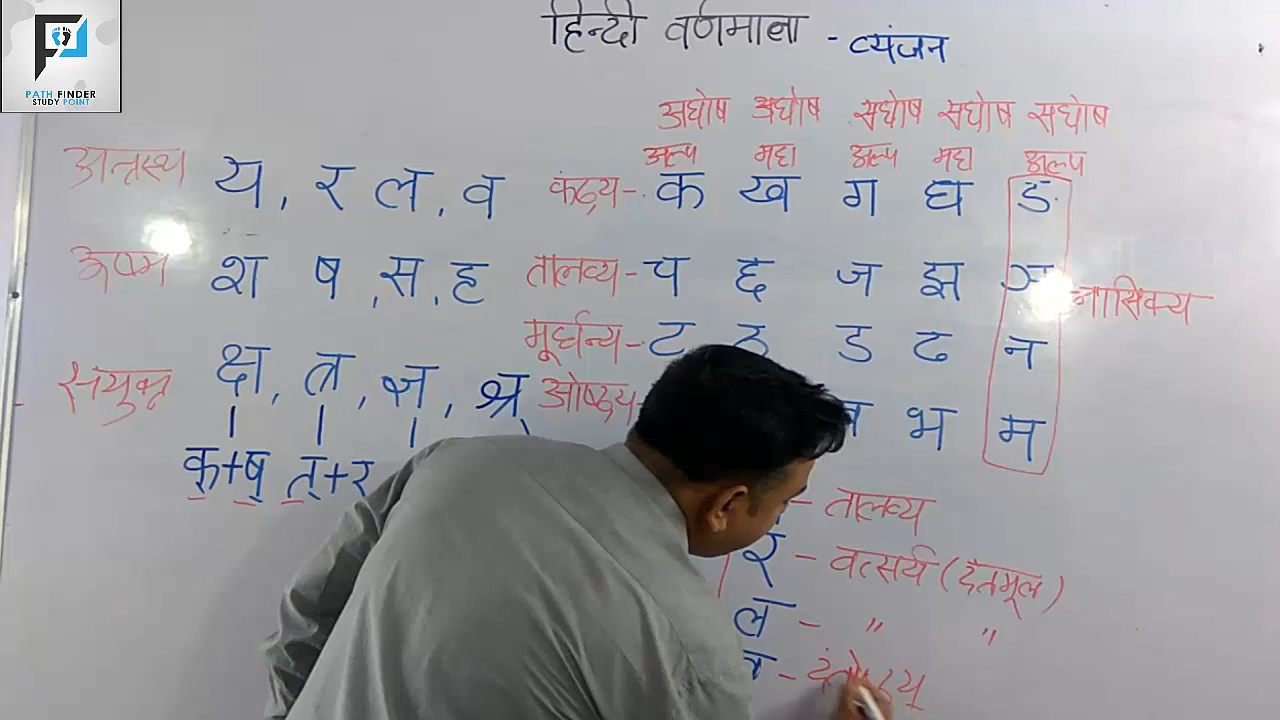 PATH FINDER
STUDY POINT
हिन्दी वर्णमाला - व्यंजन
अघोष अघोष सघोष सघोष सघोष
अल्प महा अल्प महा अल्प
अन्तस्थ य, र ल, व कंठ्य - क ख ग घ ङ
ऊष्म श ष, स, ह तालव्य - च छ ज झ ञ नासिक्य
मूर्धन्य - ट ठ ड ढ न
संयुक्त क्ष, त्र, ज्ञ, श्र् ओष्ठ्य - भ म
क्+ष् त्+र
- तालव्य
र - वत्सर्य (दंतमूल)
ल - " "
व - दंतोष्ठ्य्